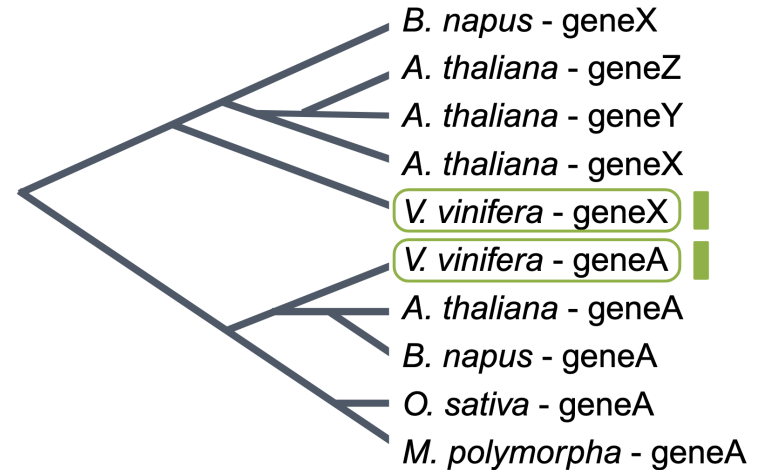 B. napus - geneX
A. thaliana - geneZ
A. thaliana - geneY
A. thaliana - geneX
V. vinifera - geneX
V. vinifera - geneA
A. thaliana - geneA
B. napus - geneA
O. sativa - geneA
M. polymorpha - geneA